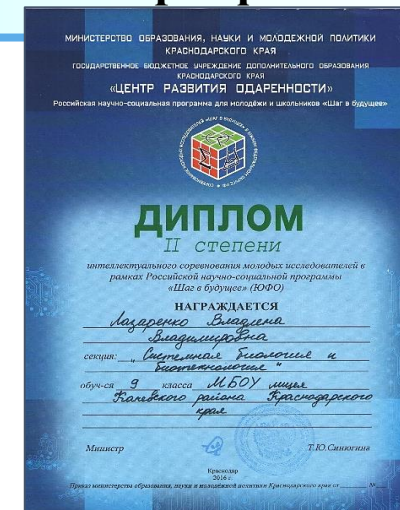 МИНИСТЕРСТВО ОБРАЗОВАНИЯ, НАУКИ И МОЛОДЕЖНОЙ ПОЛИТИКИ
КРАСНОДАРСКОГО КРАЯ
ГОСУДАРСТВЕННОЕ БЮДЖЕТНОЕ УЧРЕЖДЕНИЕ ДОПОЛНИТЕЛЬНОГО ОБРАЗОВАНИЯ
КРАСНОДАРСКОГО КРАЯ
«ЦЕНТР РАЗВИТИЯ ОДАРЕННОСТИ»
Российская научно-социальная программа для молодёжи и школьников «Шаг в будущее»
ДИПЛОМ
II степени
интеллектуального соревнования молодых исследователей в
рамках Российской научно-социальной программы
«Шаг в будущее» (ЮФО)
НАГРАЖДАЕТСЯ
Лазаренко Владлена
Владимировна
секция: „Системная биология и
биотехнология"
обуч-ся 9 класса МБОУ лицея
Каневского района Краснодарского
края
Министр Т.Ю.Синюгина
Краснодар
2016 г.
Приказ министерства образования, науки и молодёжной политики Краснодарского края от №